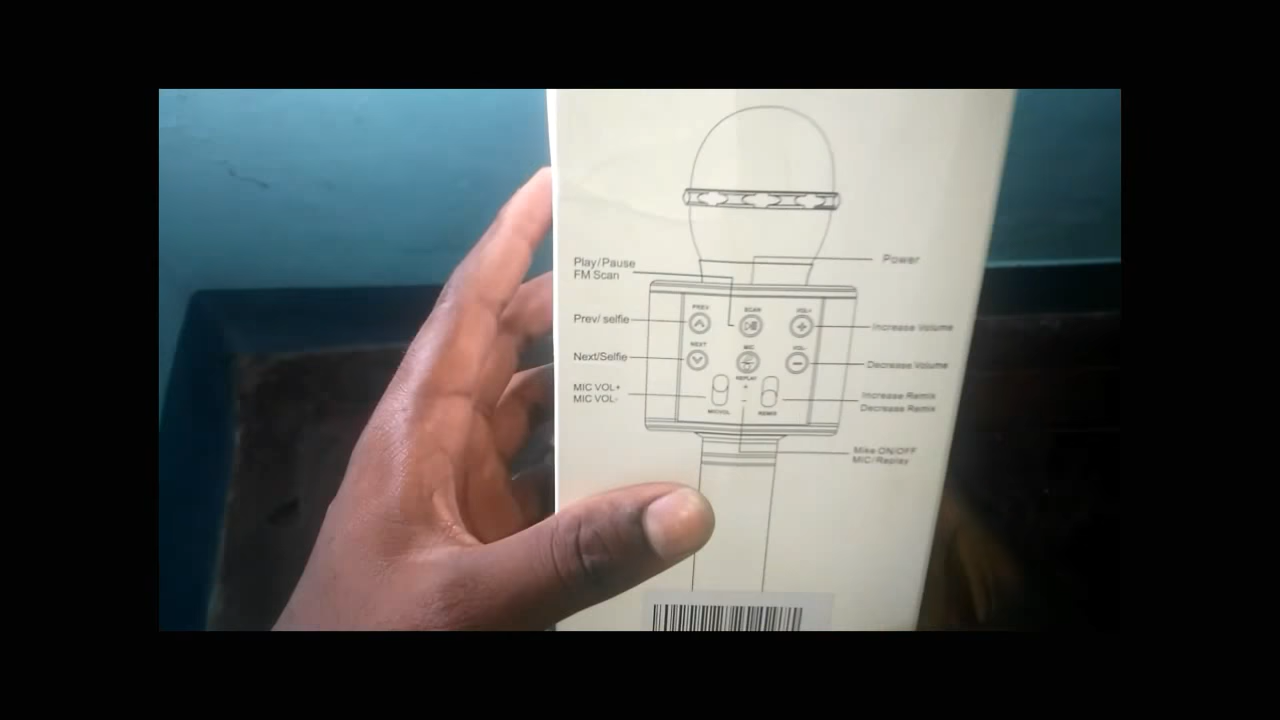 Play/Pause
FM Scan
Power
PREV
SCAN
VOL+
Prev/ selfie
Increase Volume
NEXT
MIC
VOL-
Next/Selfie
Decrease Volume
REPLAY
MIC VOL+
MIC VOL-
Increase Remix
Decrease Remix
MICVOL
REMIX
Mike ON/OFF
MIC/Replay